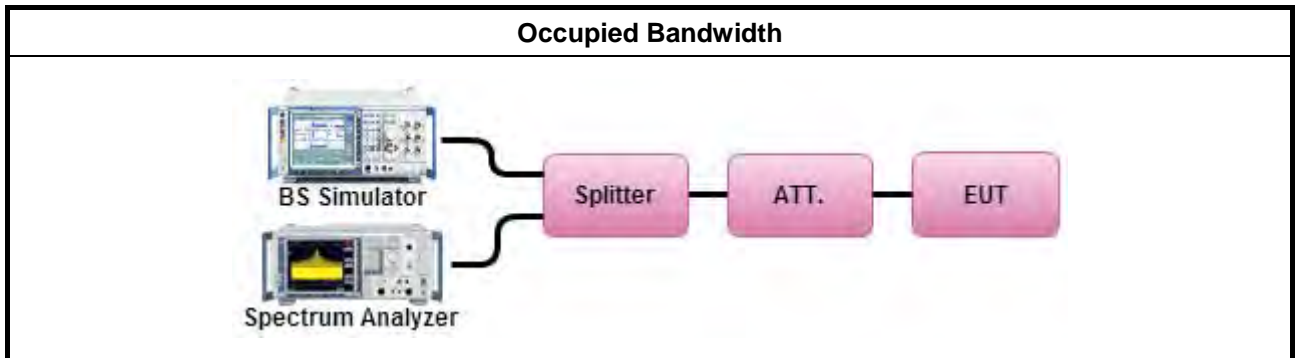 Occupied Bandwidth
BS Simulator
Splitter
ATT.
EUT
Spectrum Analyzer